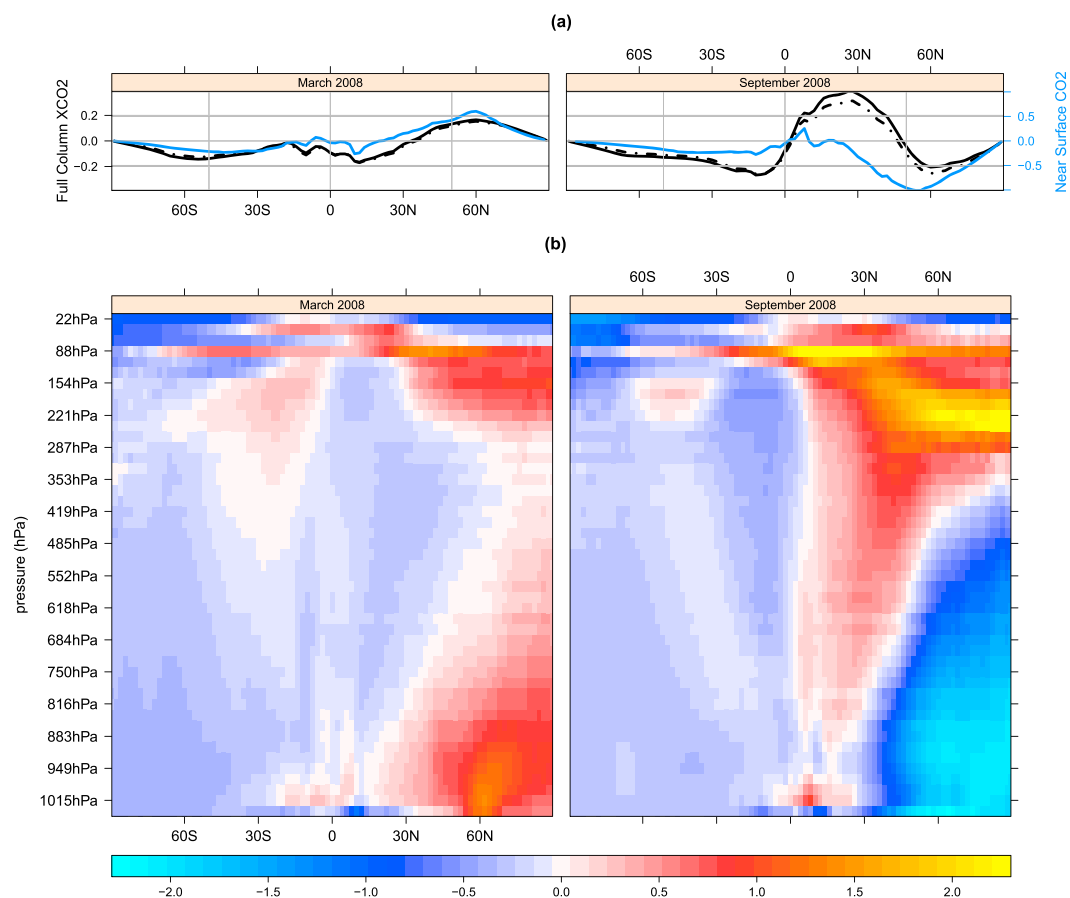 (a)
60S 30S 0 30N 60N
March 2008
September 2008
Full Column XCO2
0.2
0.0
−0.2
0.5
0.0
−0.5
Near Surface CO2
60S 30S 0 30N 60N
(b)
60S 30S 0 30N 60N
March 2008
September 2008
pressure (hPa)
22hPa
88hPa
154hPa
221hPa
287hPa
353hPa
419hPa
485hPa
552hPa
618hPa
684hPa
750hPa
816hPa
883hPa
949hPa
1015hPa
60S 30S 0 30N 60N
−2.0 −1.5 −1.0 −0.5 0.0 0.5 1.0 1.5 2.0